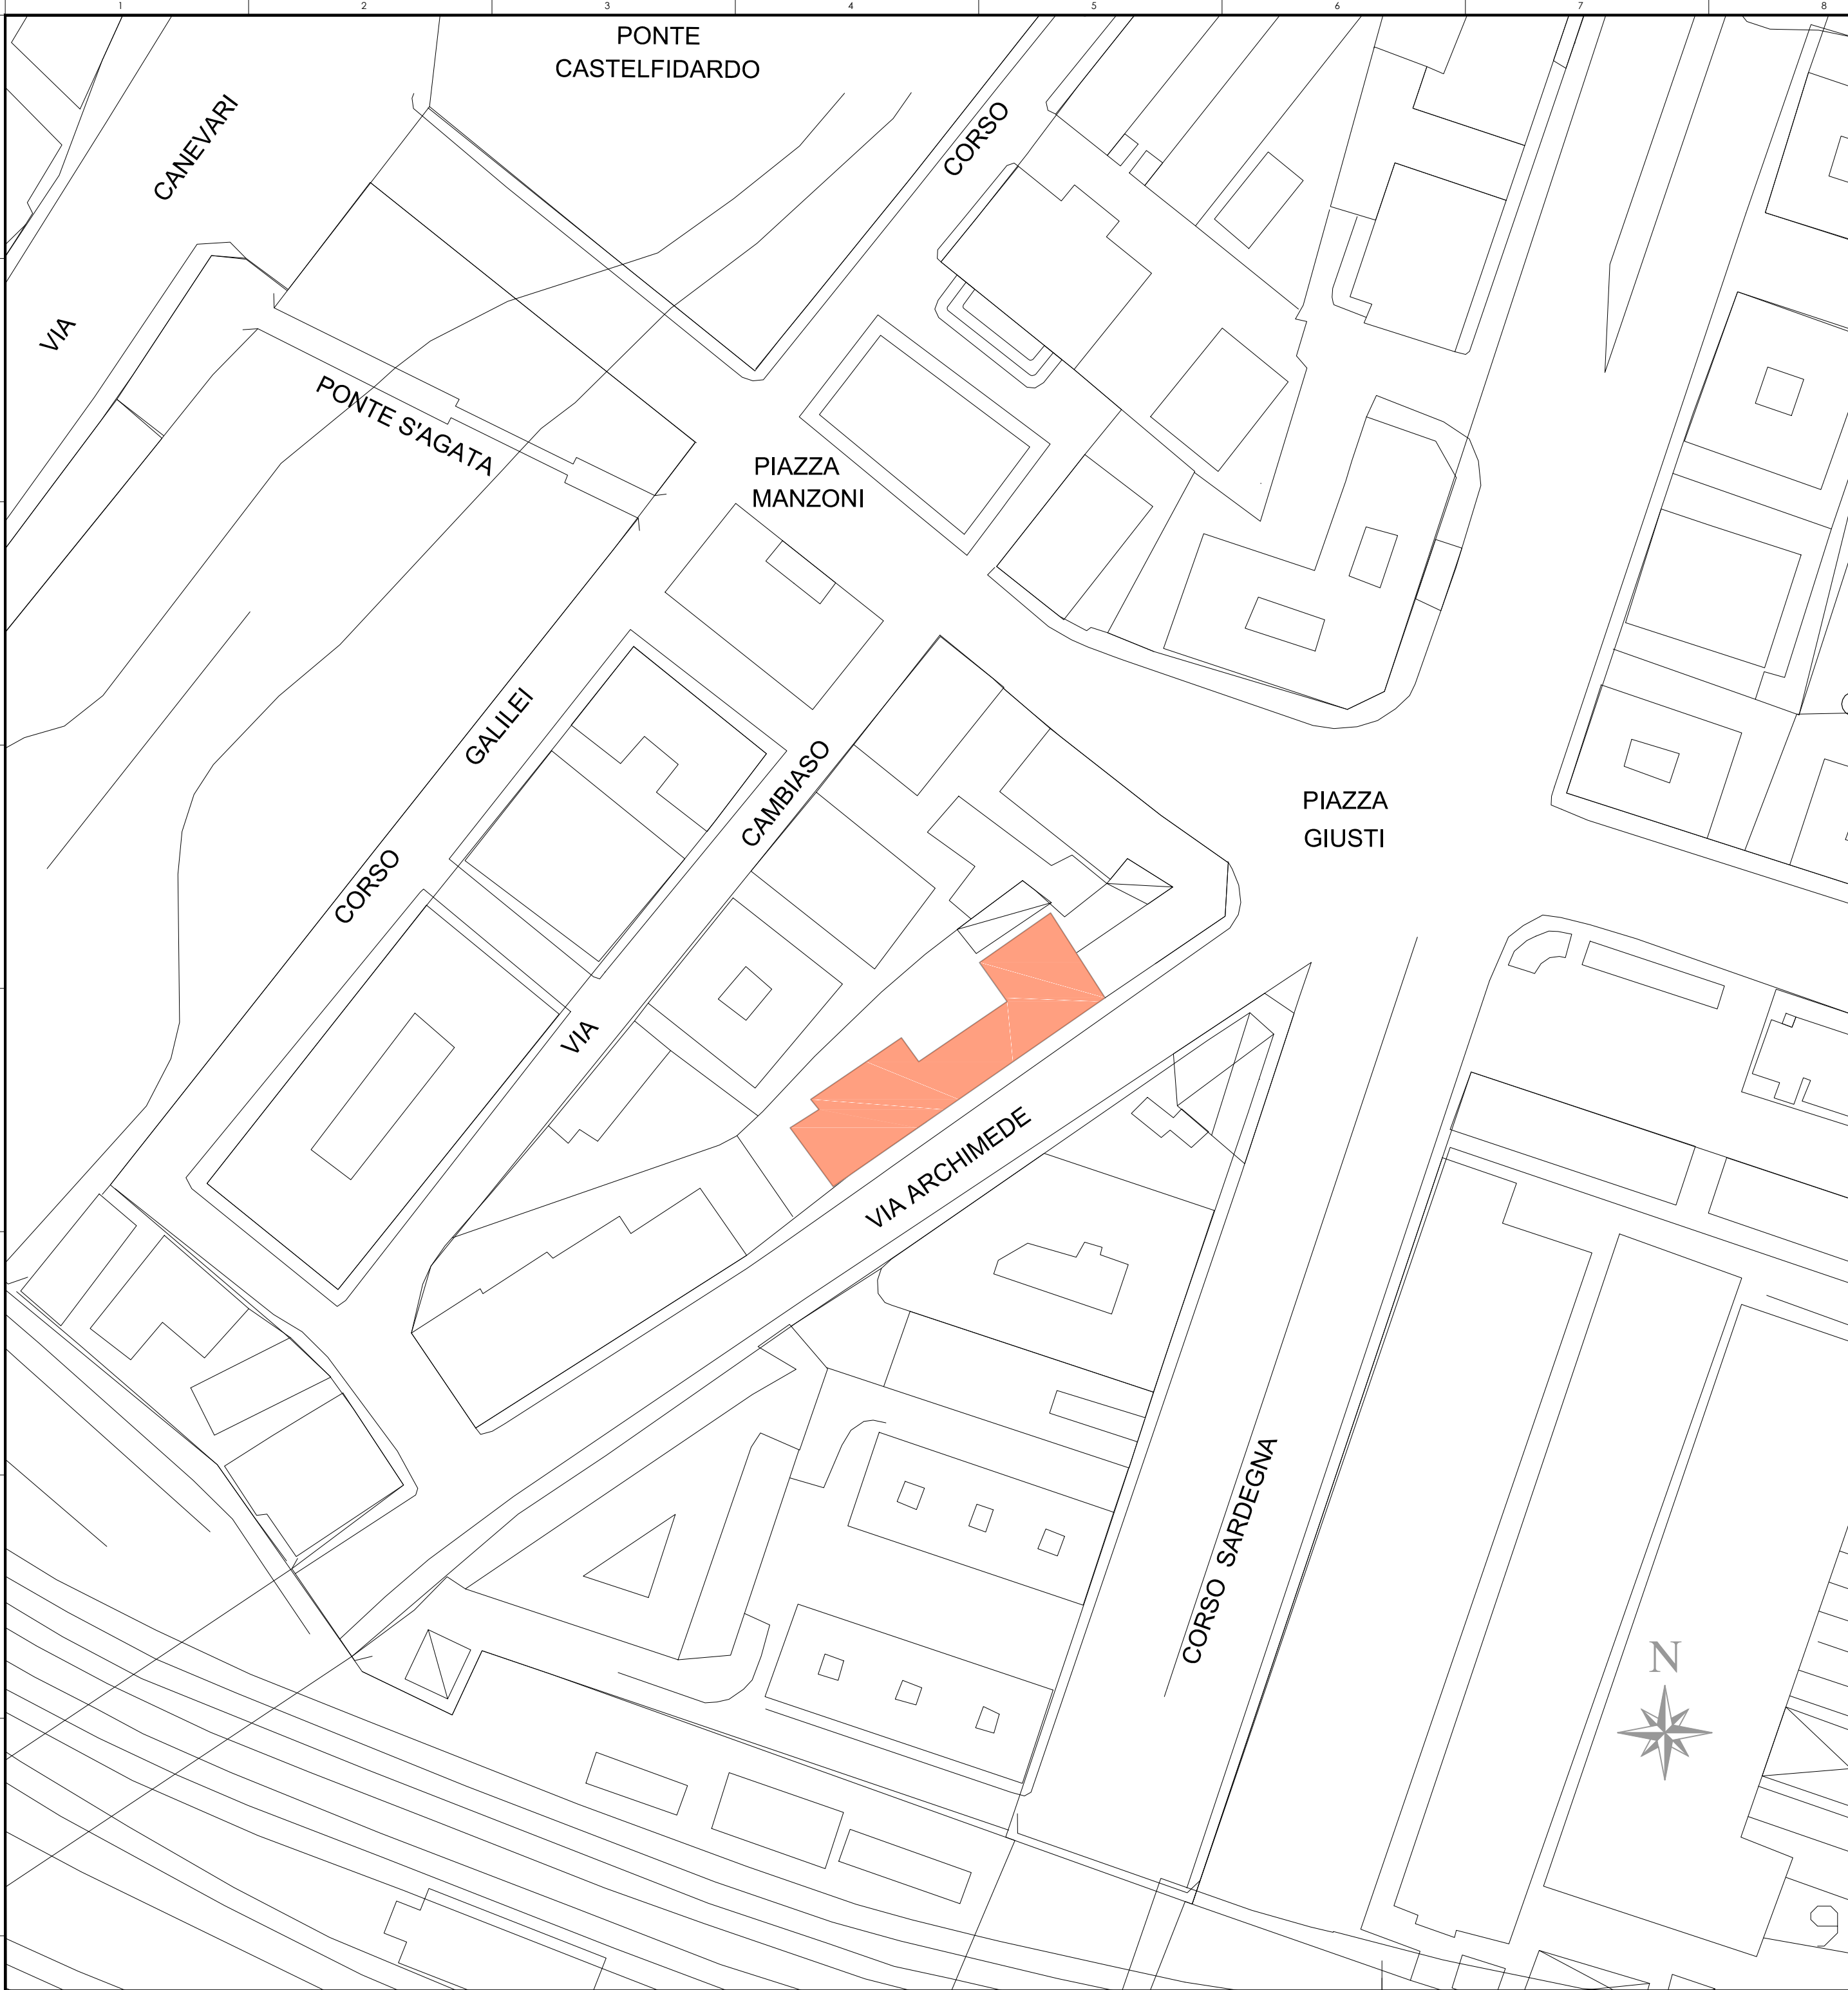 1 2 3 4 5 6 7 8
PONTE
CASTELFIDARDO
CANEVARI
VIA
CORSO
PONTE S'AGATA
PIAZZA
MANZONI
GALILEI
CORSO
CAMBIASO
VIA
PIAZZA
GIUSTI
VIA ARCHIMEDE
CORSO SARDEGNA
N